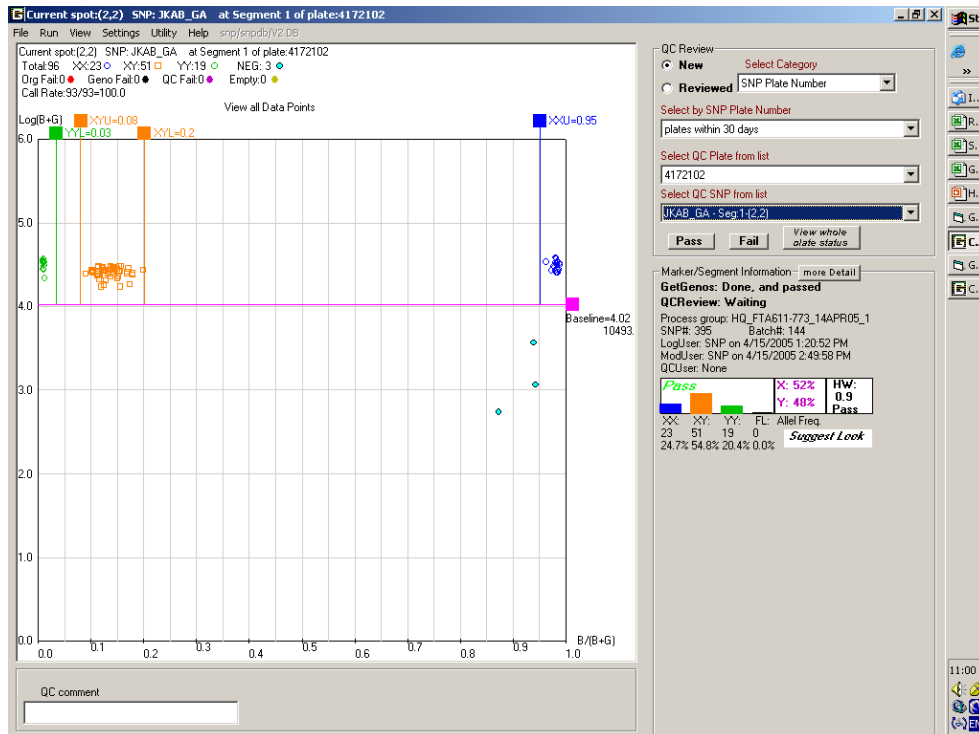 Current spot:(2,2) SNP: JKAB_GA at Segment 1 of plate:4172102
File Run View Settings Utility Help snp/snpdb/V2.DB
Current spot:(2,2) SNP: JKAB_GA at Segment 1 of plate:4172102
Total:96 XX:23 XY:51 YY:19 NEG: 3
Org Fail:0 Geno Fail:0 QC Fail:0 Empty:0
Call Rate:93/93=100.0
View all Data Points
Log(B+G)
XYU=0.08
XXU=0.95
YYL=0.03
XYL=0.2
6.0
5.0
4.0
Baseline=4.02
10493.
3.0
2.0
1.0
0.0
B/(B+G)
0.0 0.1 0.2 0.3 0.4 0.5 0.6 0.7 0.8 0.9 1.0
QC comment
QC Review
New
Reviewed
Select Category
SNP Plate Number
Select by SNP Plate Number
plates within 30 days
Select QC Plate from list
4172102
Select QC SNP from list
JKAB_GA - Seg:1-(2,2)
Pass Fail View whole
plate status
Marker/Segment Information more Detail
GetGenos: Done, and passed
QCReview: Waiting
Process group: HQ_FTA611-773_14APR05_1
SNP#: 395 Batch#: 144
LogUser: SNP on 4/15/2005 1:20:52 PM
ModUser: SNP on 4/15/2005 2:49:58 PM
QCUser: None
Pass X: 52% HW:
0.9
Y: 48% Pass
XX: XY: YY: FL: Allel Freq.
23 51 19 0 Suggest Look
24.7% 54.8% 20.4% 0.0%
St
»
I..
R.
S.
G.
H.
G.
C.
G.
C.
11:00
EN